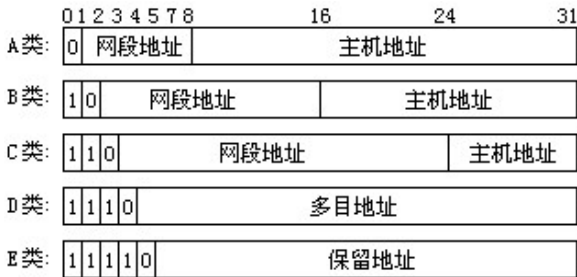 0 1 2 3 4 5 7 8 16 24 31
A类: 0 网段地址 主机地址
B类: 1 0 网段地址 主机地址
C类: 1 1 0 网段地址 主机地址
D类: 1 1 1 0 多目地址
E类: 1 1 1 1 0 保留地址